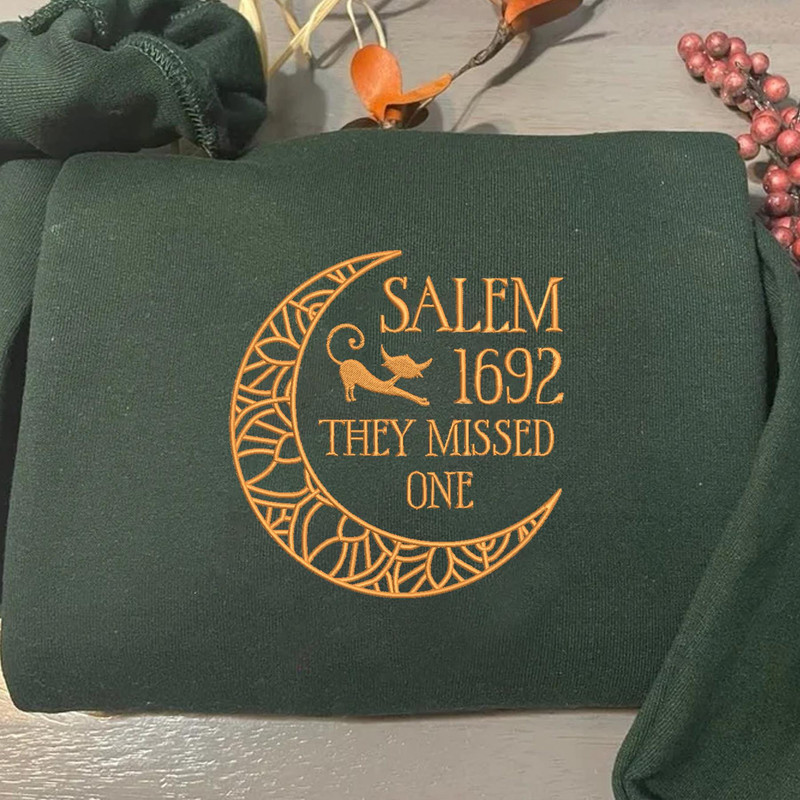 SALEM
1692
THEY MISSED
ONE